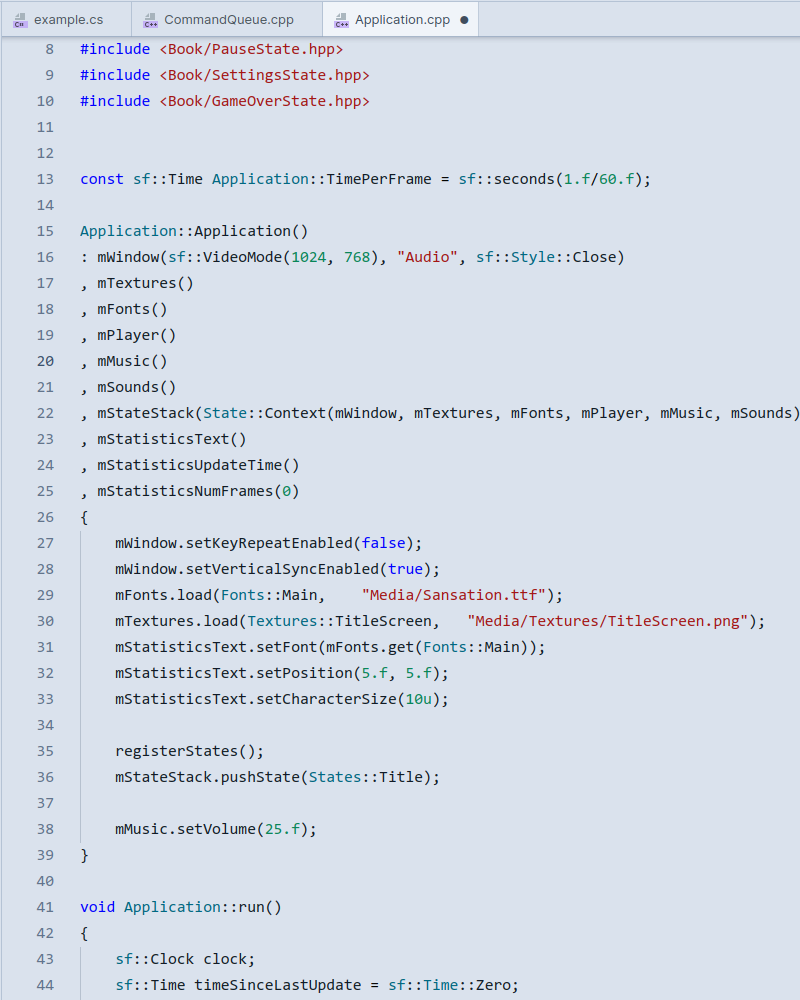 example.cs CommandQueue.cpp Application.cpp
8 #include <Book/PauseState.hpp>
9 #include <Book/SettingsState.hpp>
10 #include <Book/GameOverState.hpp>
11
12
13 const sf::Time Application::TimePerFrame = sf::seconds(1.f/60.f);
14
15 Application::Application()
16 : mWindow(sf::VideoMode(1024, 768), "Audio", sf::Style::Close)
17 , mTextures()
18 , mFonts()
19 , mPlayer()
20 , mMusic()
21 , mSounds()
22 , mStateStack(State::Context(mWindow, mTextures, mFonts, mPlayer, mMusic, mSounds)
23 , mStatisticsText()
24 , mStatisticsUpdateTime()
25 , mStatisticsNumFrames(0)
26 {
27     mWindow.setKeyRepeatEnabled(false);
28     mWindow.setVerticalSyncEnabled(true);
29     mFonts.load(Fonts::Main,    "Media/Sansation.ttf");
30     mTextures.load(Textures::TitleScreen,   "Media/Textures/TitleScreen.png");
31     mStatisticsText.setFont(mFonts.get(Fonts::Main));
32     mStatisticsText.setPosition(5.f, 5.f);
33     mStatisticsText.setCharacterSize(10u);
34
35     registerStates();
36     mStateStack.pushState(States::Title);
37
38     mMusic.setVolume(25.f);
39 }
40
41 void Application::run()
42 {
43     sf::Clock clock;
44     sf::Time timeSinceLastUpdate = sf::Time::Zero;